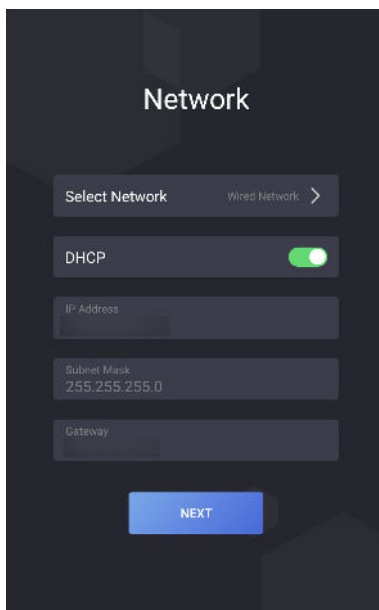 Network
Select Network Wired Network
DHCP
IP Address
Subnet Mask
255.255.255.0
Gateway
NEXT